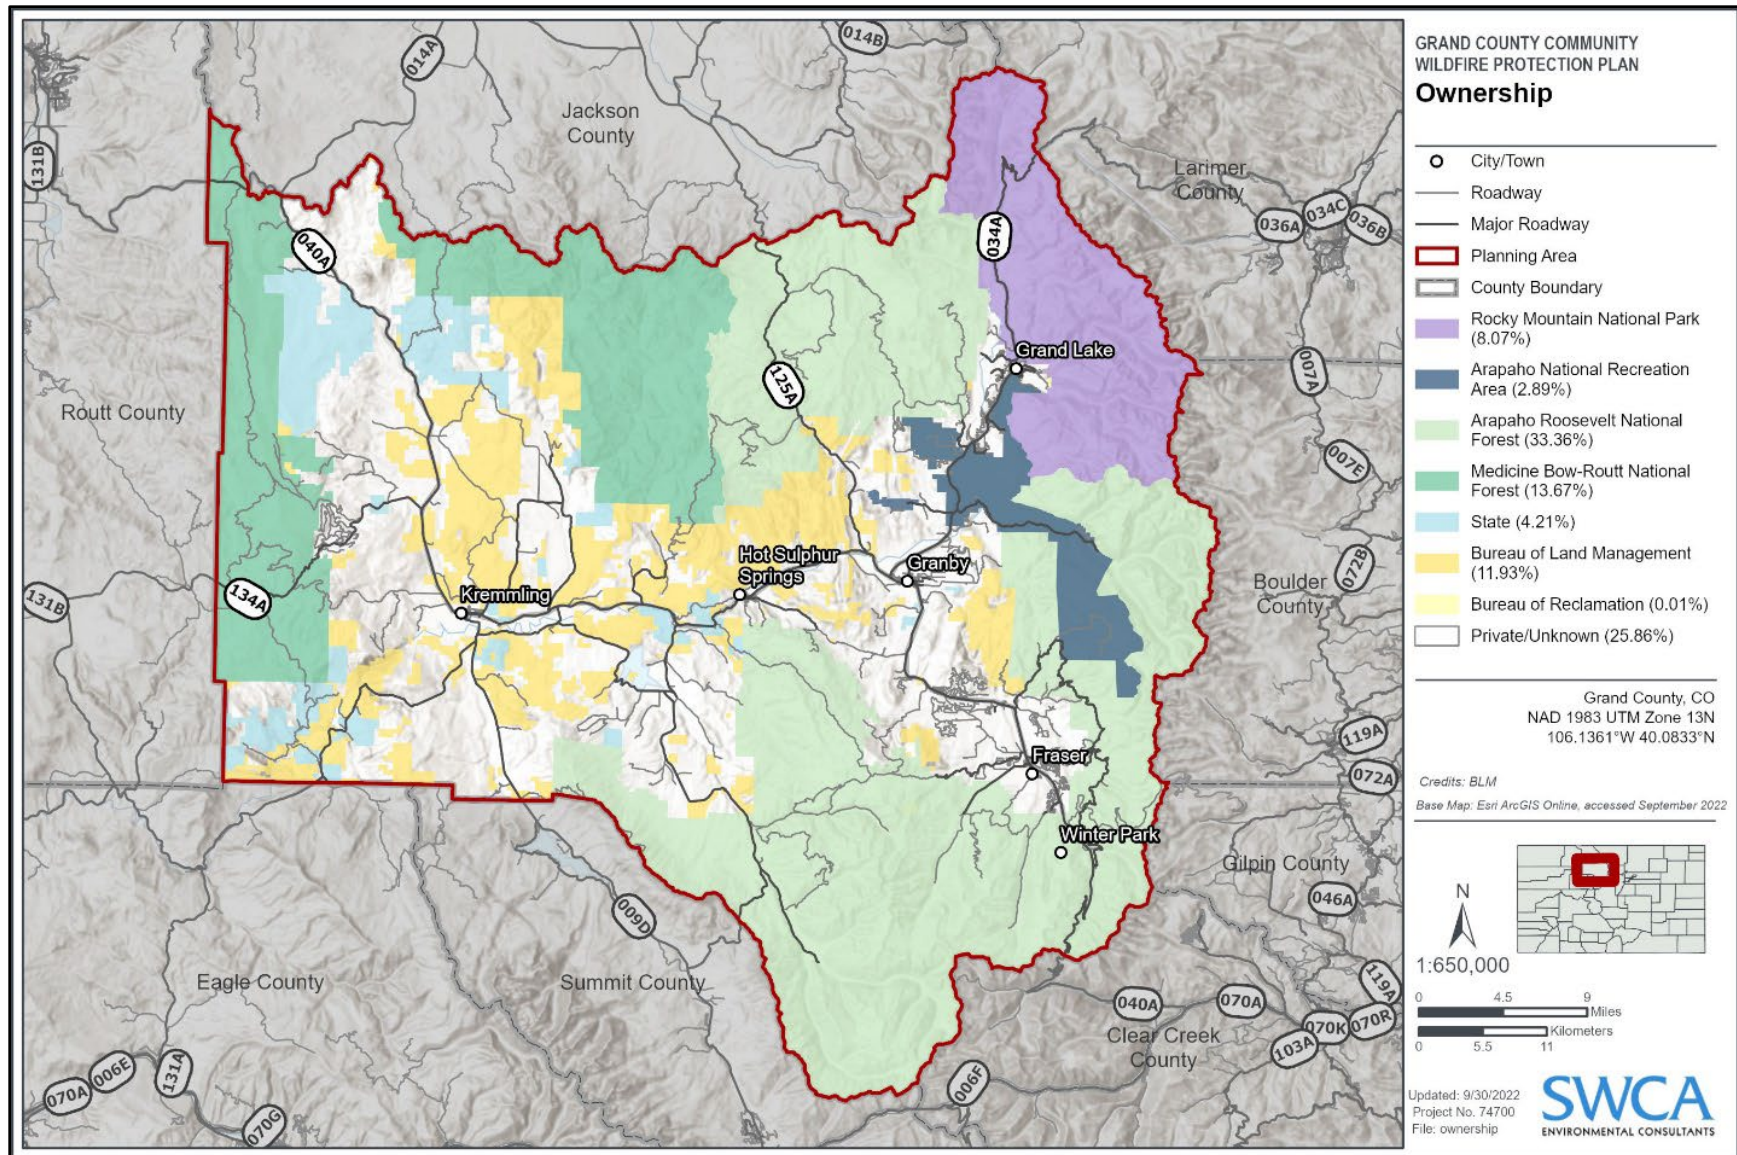 014A
014B
Jackson
County
131B
Larimer
County
036A
034C
036B
040A
034A
Grand Lake
125A
007A
Routt County
007E
Hot Sulphur
Springs
Granby
072B
Boulder
County
131B
134A
Kremmling
119A
072A
Fraser
Winter Park
Gilpin County
046A
009D
Eagle County
Summit County
119A
040A
070A
070K
070R
103A
Clear Creek
County
006F
070A
006E
131A
070G
GRAND COUNTY COMMUNITY
WILDFIRE PROTECTION PLAN
Ownership
City/Town
Roadway
Major Roadway
Planning Area
County Boundary
Rocky Mountain National Park
(8.07%)
Arapaho National Recreation
Area (2.89%)
Arapaho Roosevelt National
Forest (33.36%)
Medicine Bow-Routt National
Forest (13.67%)
State (4.21%)
Bureau of Land Management
(11.93%)
Bureau of Reclamation (0.01%)
Private/Unknown (25.86%)
Grand County, CO
NAD 1983 UTM Zone 13N
106.1361°W 40.0833°N
Credits: BLM
Base Map: Esri ArcGIS Online, accessed September 2022
N
1:650,000
0 4.5 9
Miles
Kilometers
0 5.5 11
Updated: 9/30/2022
Project No. 74700
File: ownership
SWCA
ENVIRONMENTAL CONSULTANTS